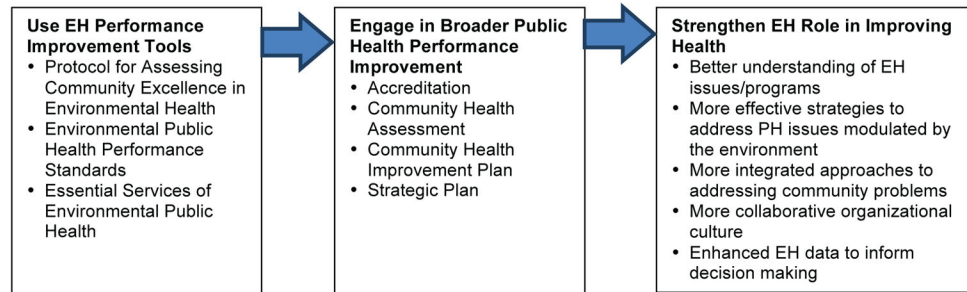 Use EH Performance
Improvement Tools
• Protocol for Assessing
Community Excellence in
Environmental Health
• Environmental Public
Health Performance
Standards
• Essential Services of
Environmental Public
Health
Engage in Broader Public
Health Performance
Improvement
• Accreditation
• Community Health
Assessment
• Community Health
Improvement Plan
• Strategic Plan
Strengthen EH Role in Improving
Health
• Better understanding of EH
issues/programs
• More effective strategies to
address PH issues modulated by
the environment
• More integrated approaches to
addressing community problems
• More collaborative organizational
culture
• Enhanced EH data to inform
decision making